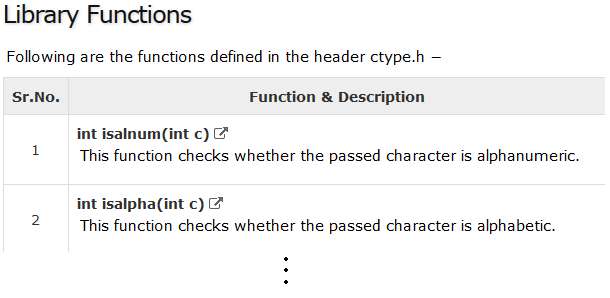 Library Functions
Following are the functions defined in the header ctype.h −
Sr.No. Function & Description
1 int isalnum(int c)
This function checks whether the passed character is alphanumeric.
2 int isalpha(int c)
This function checks whether the passed character is alphabetic.